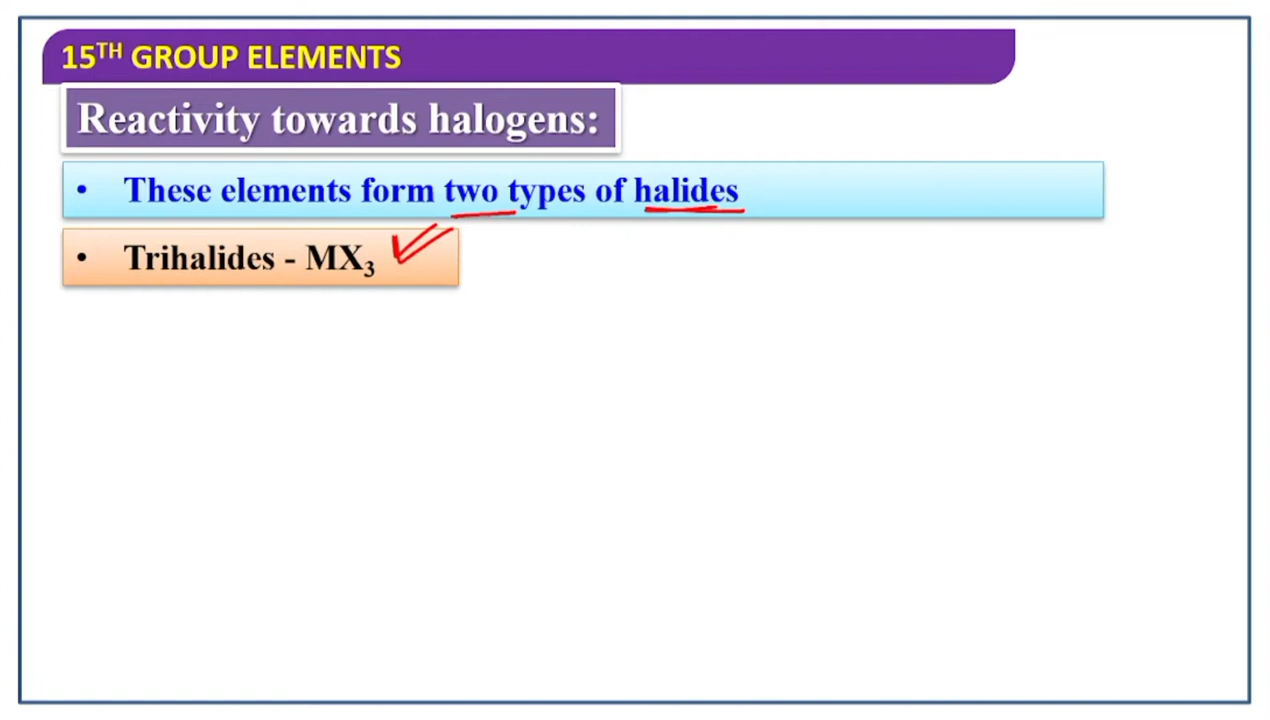 15TH GROUP ELEMENTS
Reactivity towards halogens:
• These elements form two types of halides
• Trihalides - MX₃